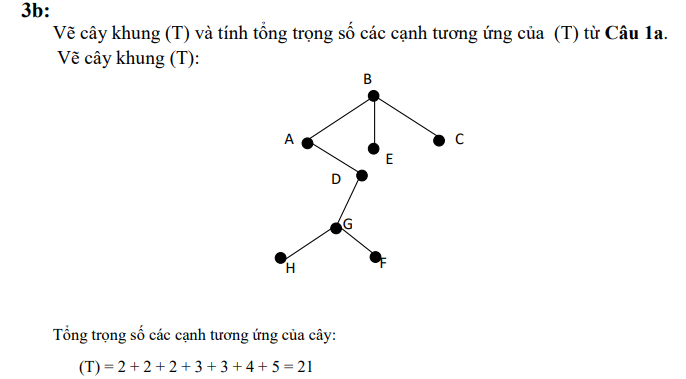 3b:
Vẽ cây khung (T) và tính tổng trọng số các cạnh tương ứng của (T) từ Câu 1a.
Vẽ cây khung (T):
B
A
C
E
D
G
H
F
Tổng trọng số các cạnh tương ứng của cây:
(T) = 2 + 2 + 2 + 3 + 3 + 4 + 5 = 21